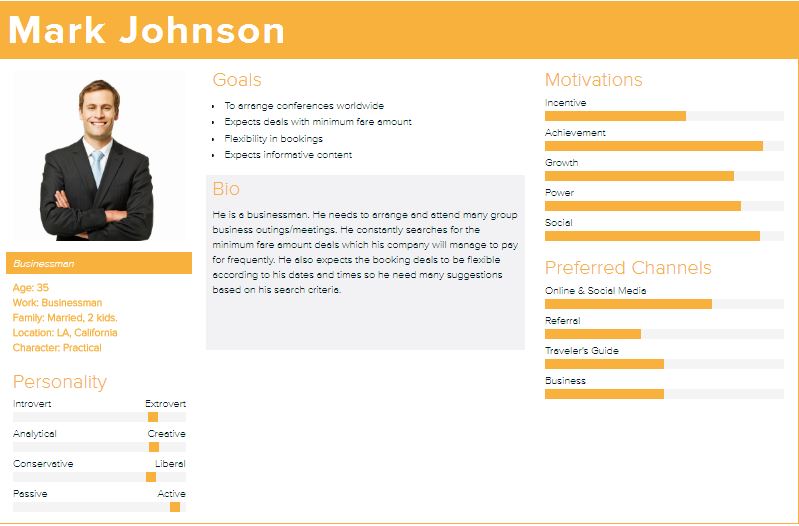 Mark Johnson
Businessman
Age: 35
Work: Businessman
Family: Married, 2 kids.
Location: LA, California
Character: Practical
Personality
Introvert Extrovert
Analytical Creative
Conservative Liberal
Passive Active
Goals
• To arrange conferences worldwide
• Expects deals with minimum fare amount
• Flexibility in bookings
• Expects informative content
Bio
He is a businessman. He needs to arrange and attend many group
business outings/meetings. He constantly searches for the
minimum fare amount deals which his company will manage to pay
for frequently. He also expects the booking deals to be flexible
according to his dates and times so he need many suggestions
based on his search criteria.
Motivations
Incentive
Achievement
Growth
Power
Social
Preferred Channels
Online & Social Media
Referral
Traveler's Guide
Business